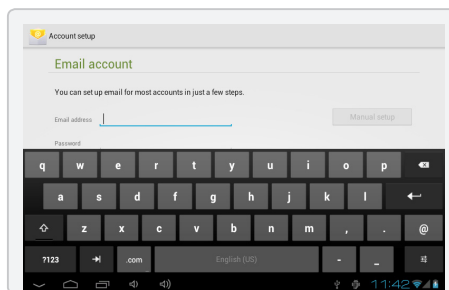 Account setup
Email account
You can set up email for most accounts in just a few steps.
Email address
Manual setup
Password
q w e r t y u i o p
a s d f g h j k l
z x c v b n m , . @
?123 .com English (US) - _
11:42